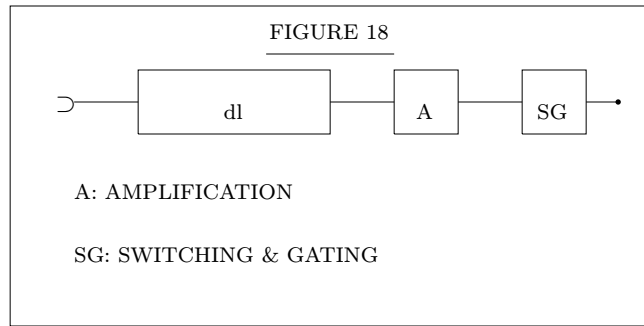 FIGURE 18
dl A SG
A: AMPLIFICATION
SG: SWITCHING & GATING